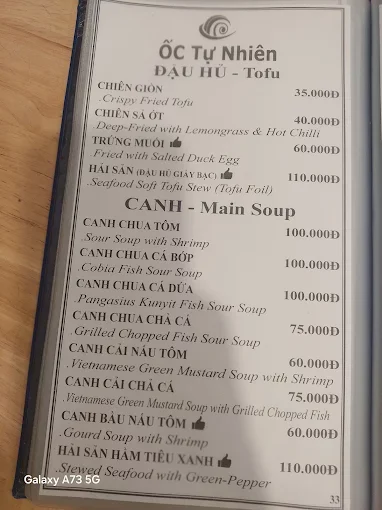 ỐC Tự Nhiên
ĐẬU HỦ - Tofu
CHIÊN GIÒN 35.000Đ
.Crispy Fried Tofu
CHIÊN SẢ ỚT 40.000Đ
.Deep-Fried with Lemongrass & Hot Chilli
TRỨNG MUỐI 60.000Đ
.Fried with Salted Duck Egg
HẢI SẢN (ĐẬU HỦ GIẤY BẠC) 110.000Đ
.Seafood Soft Tofu Stew (Tofu Foil)
CANH - Main Soup
CANH CHUA TÔM 100.000Đ
.Sour Soup with Shrimp
CANH CHUA CÁ BỚP 100.000Đ
.Cobia Fish Sour Soup
CANH CHUA CÁ DỨA 100.000Đ
.Pangasius Kunyit Fish Sour Soup
CANH CHUA CHẢ CÁ 75.000Đ
.Grilled Chopped Fish Sour Soup
CANH CẢI NẤU TÔM 60.000Đ
.Vietnamese Green Mustard Soup with Shrimp
CANH CẢI CHẢ CÁ 75.000Đ
.Vietnamese Green Mustard Soup with Grilled Chopped Fish
CANH BẦU NẤU TÔM 60.000Đ
.Gourd Soup with Shrimp
HẢI SẢN HẦM TIÊU XANH 110.000Đ
.Stewed Seafood with Green-Pepper
33
Galaxy A73 5G